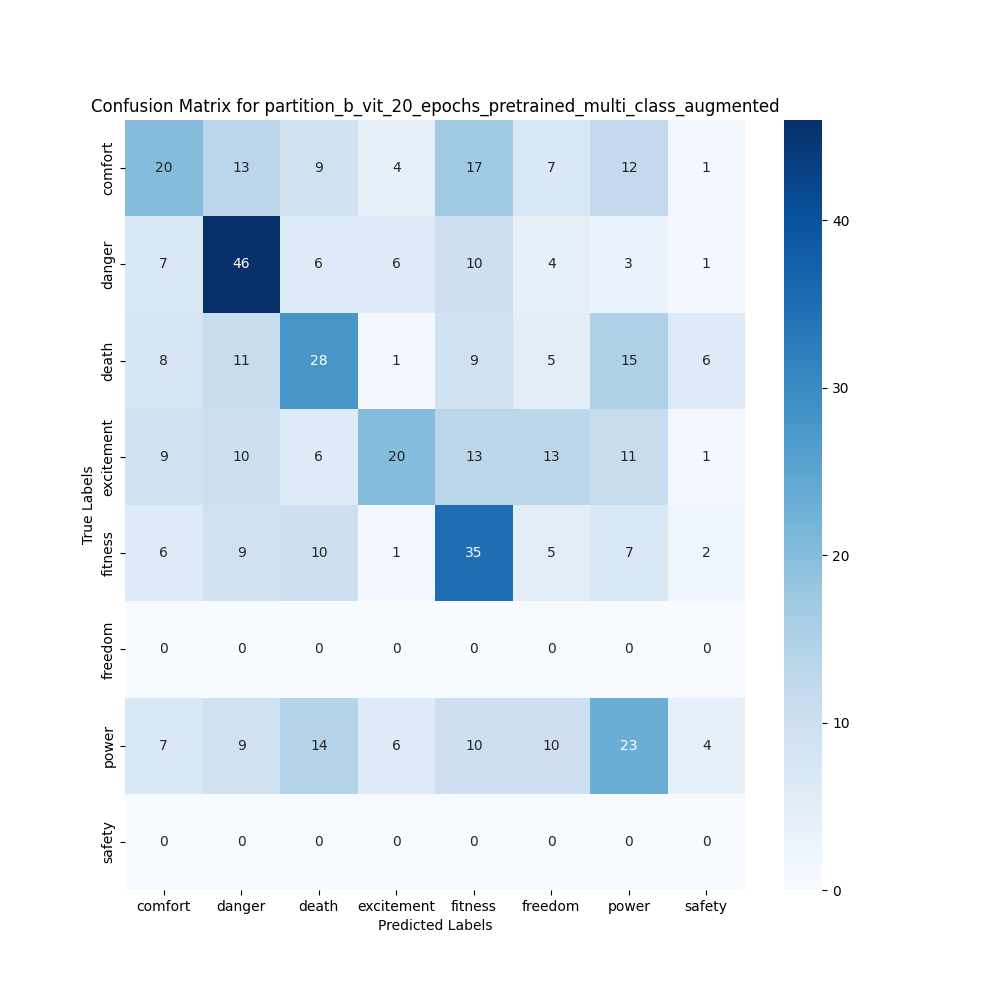 Confusion Matrix for partition_b_vit_20_epochs_pretrained_multi_class_augmented
comfort 20 13 9 4 17 7 12 1
danger 7 46 6 6 10 4 3 1
death 8 11 28 1 9 5 15 6
excitement 9 10 6 20 13 13 11 1
fitness 6 9 10 1 35 5 7 2
freedom 0 0 0 0 0 0 0 0
power 7 9 14 6 10 10 23 4
safety 0 0 0 0 0 0 0 0
True Labels
comfort danger death excitement fitness freedom power safety
Predicted Labels
40
30
20
10
0